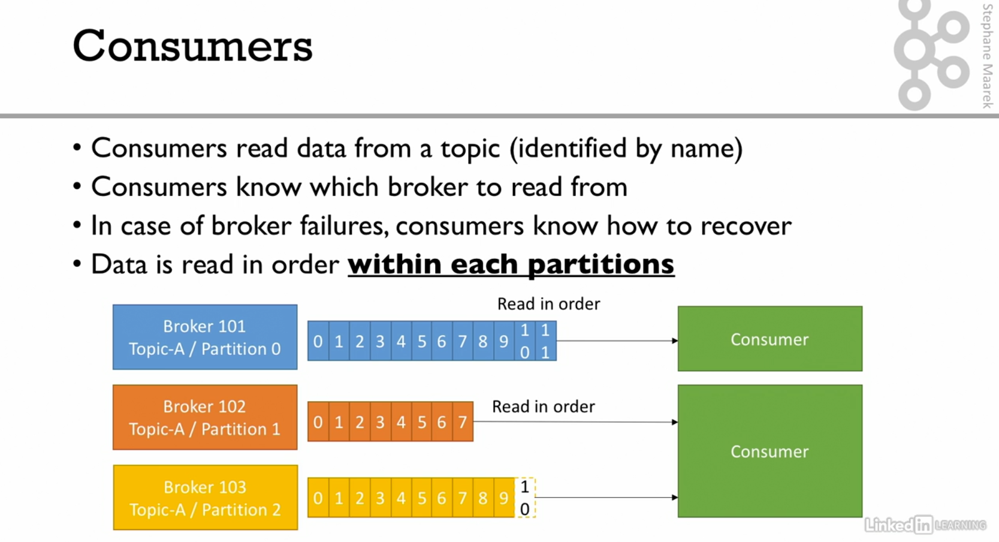 Consumers
Stephane Maarek
• Consumers read data from a topic (identified by name)
• Consumers know which broker to read from
• In case of broker failures, consumers know how to recover
• Data is read in order within each partitions
Read in order
Broker 101
Topic-A / Partition 0
0 1 2 3 4 5 6 7 8 9 10 11
Consumer
Broker 102
Topic-A / Partition 1
0 1 2 3 4 5 6 7
Read in order
Consumer
Broker 103
Topic-A / Partition 2
0 1 2 3 4 5 6 7 8 9 10
LinkedIn LEARNING